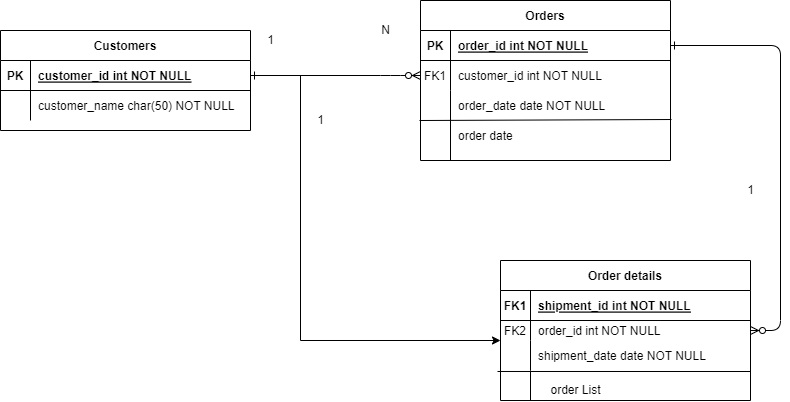 Customers
PK customer_id int NOT NULL
customer_name char(50) NOT NULL
1
N
1
Orders
PK order_id int NOT NULL
FK1 customer_id int NOT NULL
order_date date NOT NULL
order date
1
Order details
FK1 shipment_id int NOT NULL
FK2 order_id int NOT NULL
shipment_date date NOT NULL
order List